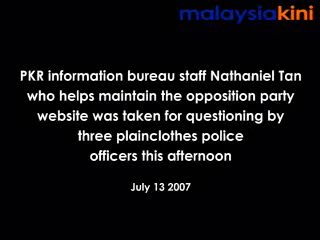 malaysiakini
PKR information bureau staff Nathaniel Tan
who helps maintain the opposition party
website was taken for questioning by
three plainclothes police
officers this afternoon
July 13 2007